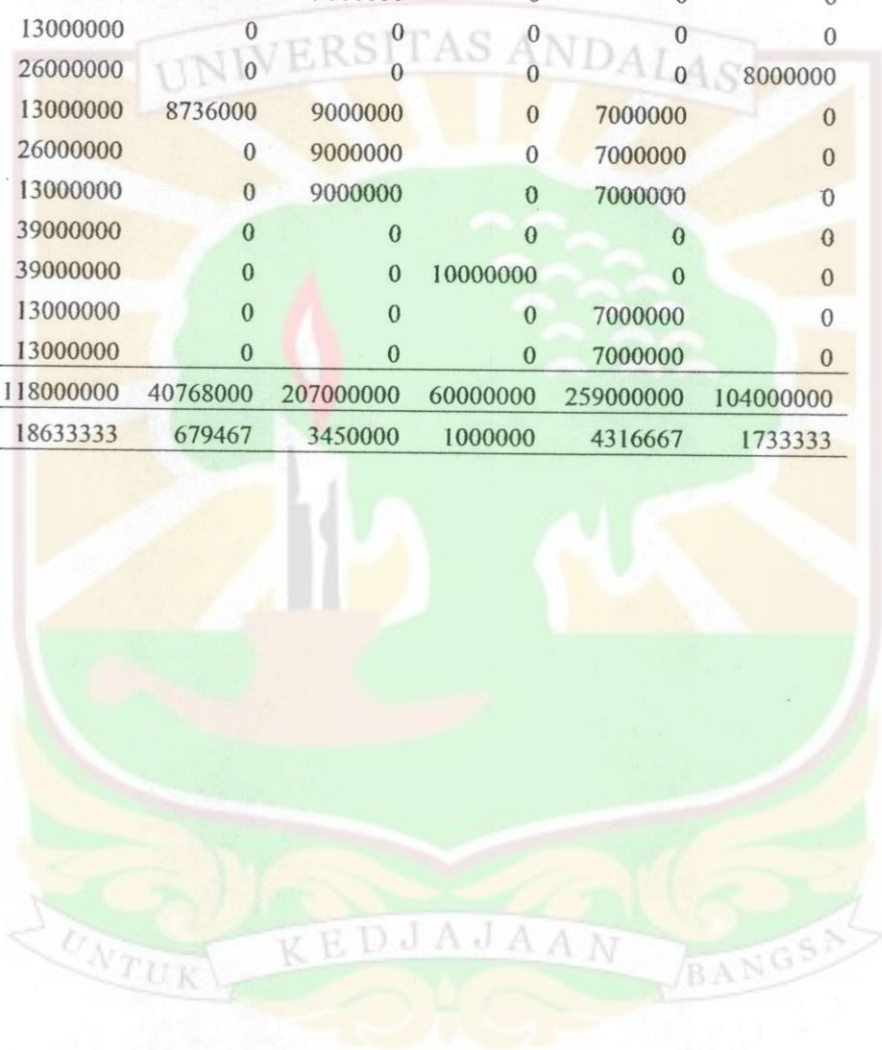 13000000 0 0 0 0 0
26000000 0 0 0 0 8000000
13000000 8736000 9000000 0 7000000 0
26000000 0 9000000 0 7000000 0
13000000 0 9000000 0 7000000 0
39000000 0 0 0 0 0
39000000 0 0 10000000 0 0
13000000 0 0 0 7000000 0
13000000 0 0 0 7000000 0
118000000 40768000 207000000 60000000 259000000 104000000
18633333 679467 3450000 1000000 4316667 1733333
UNIVERSITAS ANDALAS
UNTUK KEDJAJAAN BANGSA